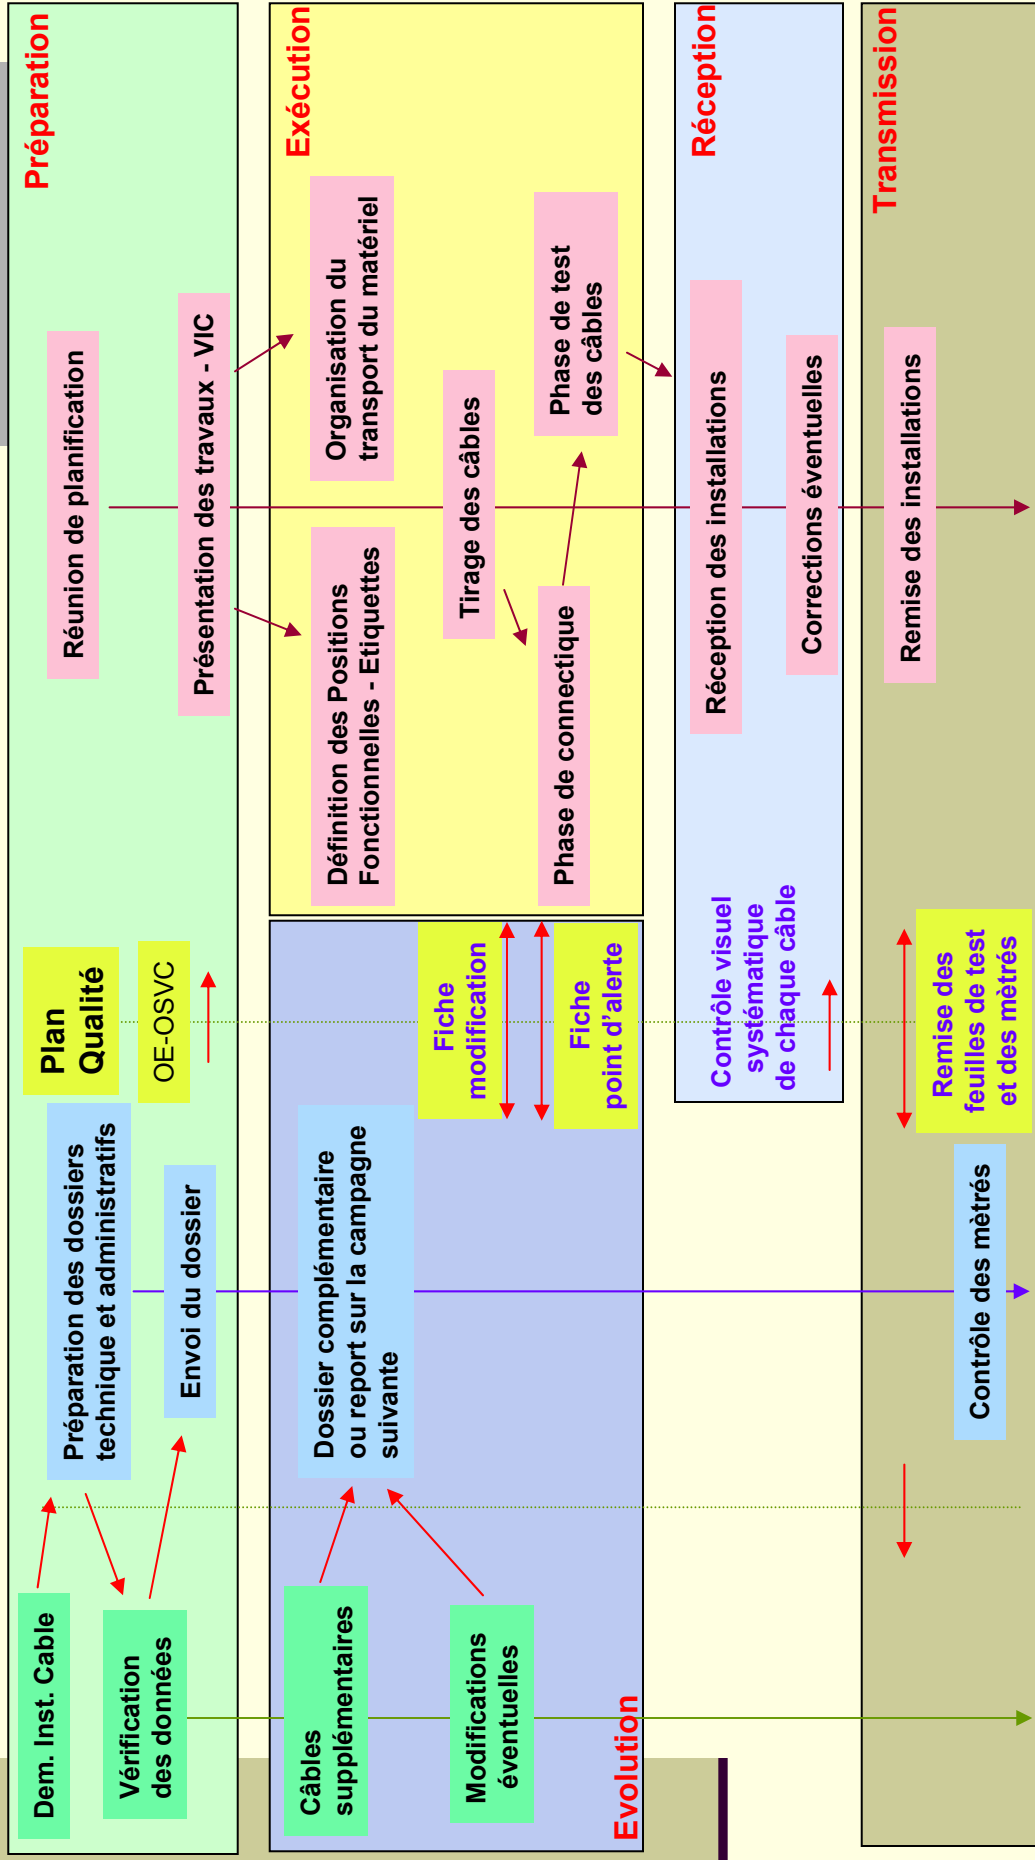 Préparation
Dem. Inst. Cable
Vérification
des données
Préparation des dossiers
technique et administratifs
Envoi du dossier
Plan
Qualité
OE-OSVC
Réunion de planification
Présentation des travaux - VIC
Evolution
Câbles
supplémentaires
Modifications
éventuelles
Dossier complémentaire
ou report sur la campagne
suivante
Fiche
modification
Fiche
point d'alerte
Exécution
Définition des Positions
Fonctionnelles - Etiquettes
Organisation du
transport du matériel
Tirage des câbles
Phase de connectique
Phase de test
des câbles
Réception
Contrôle visuel
systématique
de chaque câble
Réception des installations
Corrections éventuelles
Transmission
Contrôle des mètrés
Remise des
feuilles de test
et des mètrés
Remise des installations